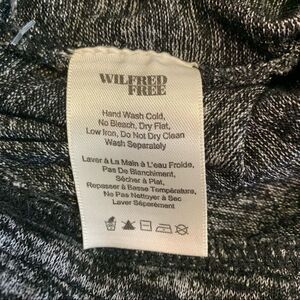 WILFRED
FREE
Hand Wash Cold,
No Bleach, Dry Flat,
Low Iron, Do Not Dry Clean
Wash Separately
Laver à La Main à L'eau Froide,
Pas De Blanchiment,
Sécher à Plat,
Repasser à Basse Température,
Ne Pas Nettoyer à Sec
Laver Séparément